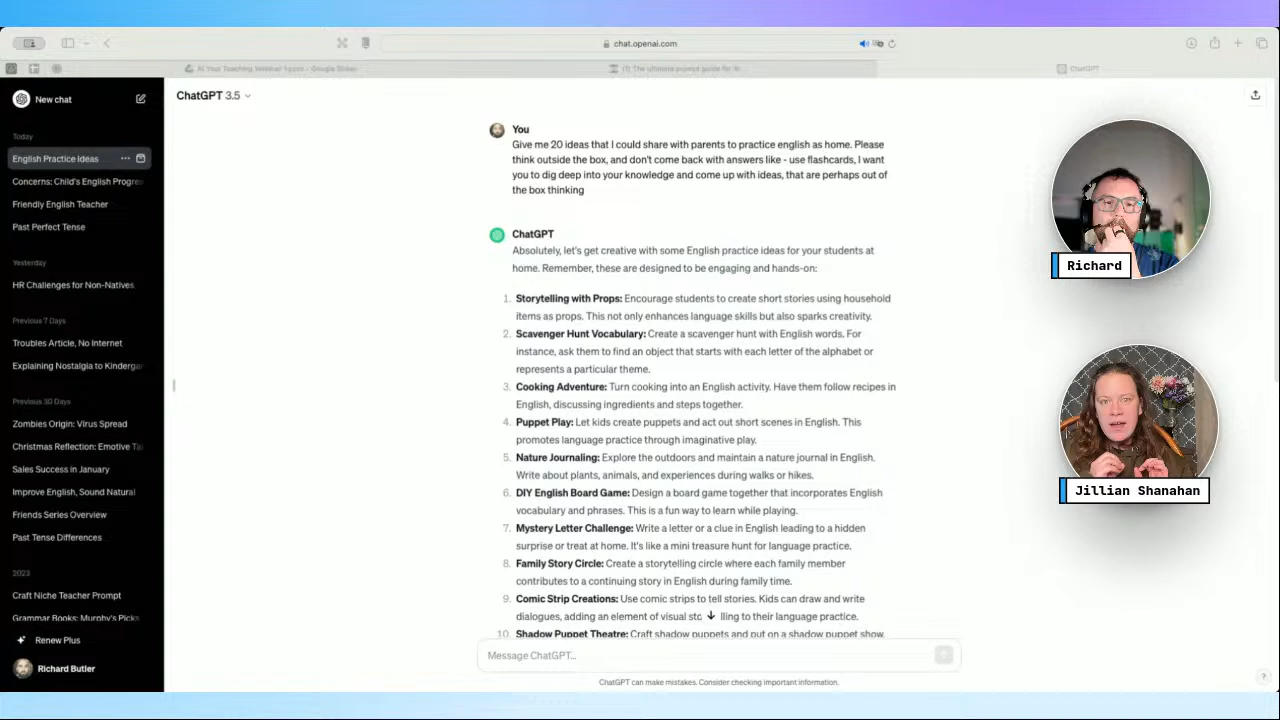 chat.openai.com
AI Your Teaching Webinar 1.pptx - Google Slides
(1) The ultimate prompt guide for
ChatGPT
New chat
ChatGPT 3.5
Today
English Practice Ideas
Concerns: Child's English Progre
Friendly English Teacher
Past Perfect Tense
Yesterday
HR Challenges for Non-Natives
Previous 7 Days
Troubles Article, No Internet
Explaining Nostalgia to Kinderga
Previous 30 Days
Zombies Origin: Virus Spread
Christmas Reflection: Emotive Ta
Sales Success in January
Improve English, Sound Natural
Friends Series Overview
Past Tense Differences
2023
Craft Niche Teacher Prompt
Grammar Books: Murphy's Picks
Renew Plus
Richard Butler
You
Give me 20 ideas that I could share with parents to practice english as home. Please
think outside the box, and don't come back with answers like - use flashcards, I want
you to dig deep into your knowledge and come up with ideas, that are perhaps out of
the box thinking
ChatGPT
Absolutely, let's get creative with some English practice ideas for your students at
home. Remember, these are designed to be engaging and hands-on:
1. Storytelling with Props: Encourage students to create short stories using household
items as props. This not only enhances language skills but also sparks creativity.
2. Scavenger Hunt Vocabulary: Create a scavenger hunt with English words. For
instance, ask them to find an object that starts with each letter of the alphabet or
represents a particular theme.
3. Cooking Adventure: Turn cooking into an English activity. Have them follow recipes in
English, discussing ingredients and steps together.
4. Puppet Play: Let kids create puppets and act out short scenes in English. This
promotes language practice through imaginative play.
5. Nature Journaling: Explore the outdoors and maintain a nature journal in English.
Write about plants, animals, and experiences during walks or hikes.
6. DIY English Board Game: Design a board game together that incorporates English
vocabulary and phrases. This is a fun way to learn while playing.
7. Mystery Letter Challenge: Write a letter or a clue in English leading to a hidden
surprise or treat at home. It's like a mini treasure hunt for language practice.
8. Family Story Circle: Create a storytelling circle where each family member
contributes to a continuing story in English during family time.
9. Comic Strip Creations: Use comic strips to tell stories. Kids can draw and write
dialogues, adding an element of visual sto lling to their language practice.
10. Shadow Puppet Theatre: Craft shadow puppets and put on a shadow puppet show.
Message ChatGPT...
ChatGPT can make mistakes. Consider checking important information.
Richard
Jillian Shanahan